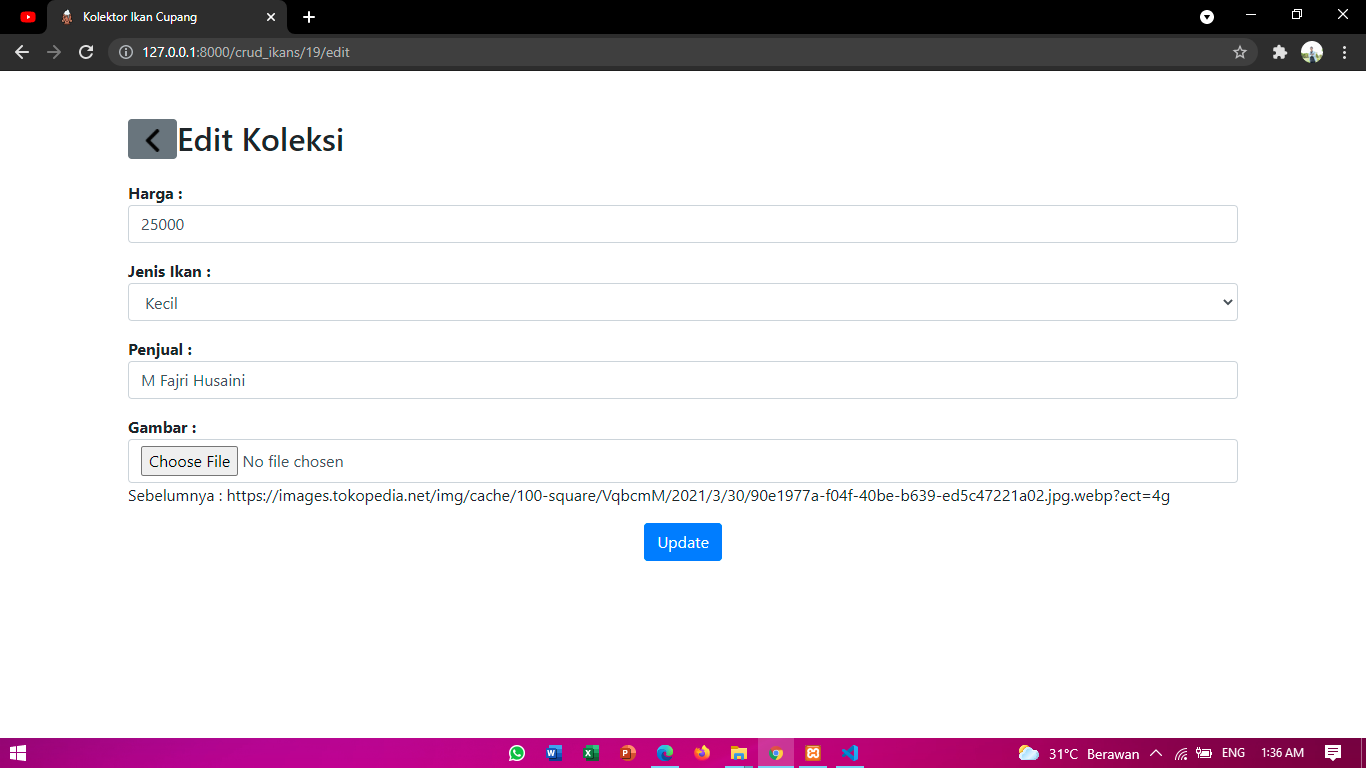 Kolektor Ikan Cupang
127.0.0.1:8000/crud_ikans/19/edit
Edit Koleksi
Harga :
25000
Jenis Ikan :
Kecil
Penjual :
M Fajri Husaini
Gambar :
Choose File No file chosen
Sebelumnya : https://images.tokopedia.net/img/cache/100-square/VqbcmM/2021/3/30/90e1977a-f04f-40be-b639-ed5c47221a02.jpg.webp?ect=4g
Update
31°C Berawan ENG 1:36 AM